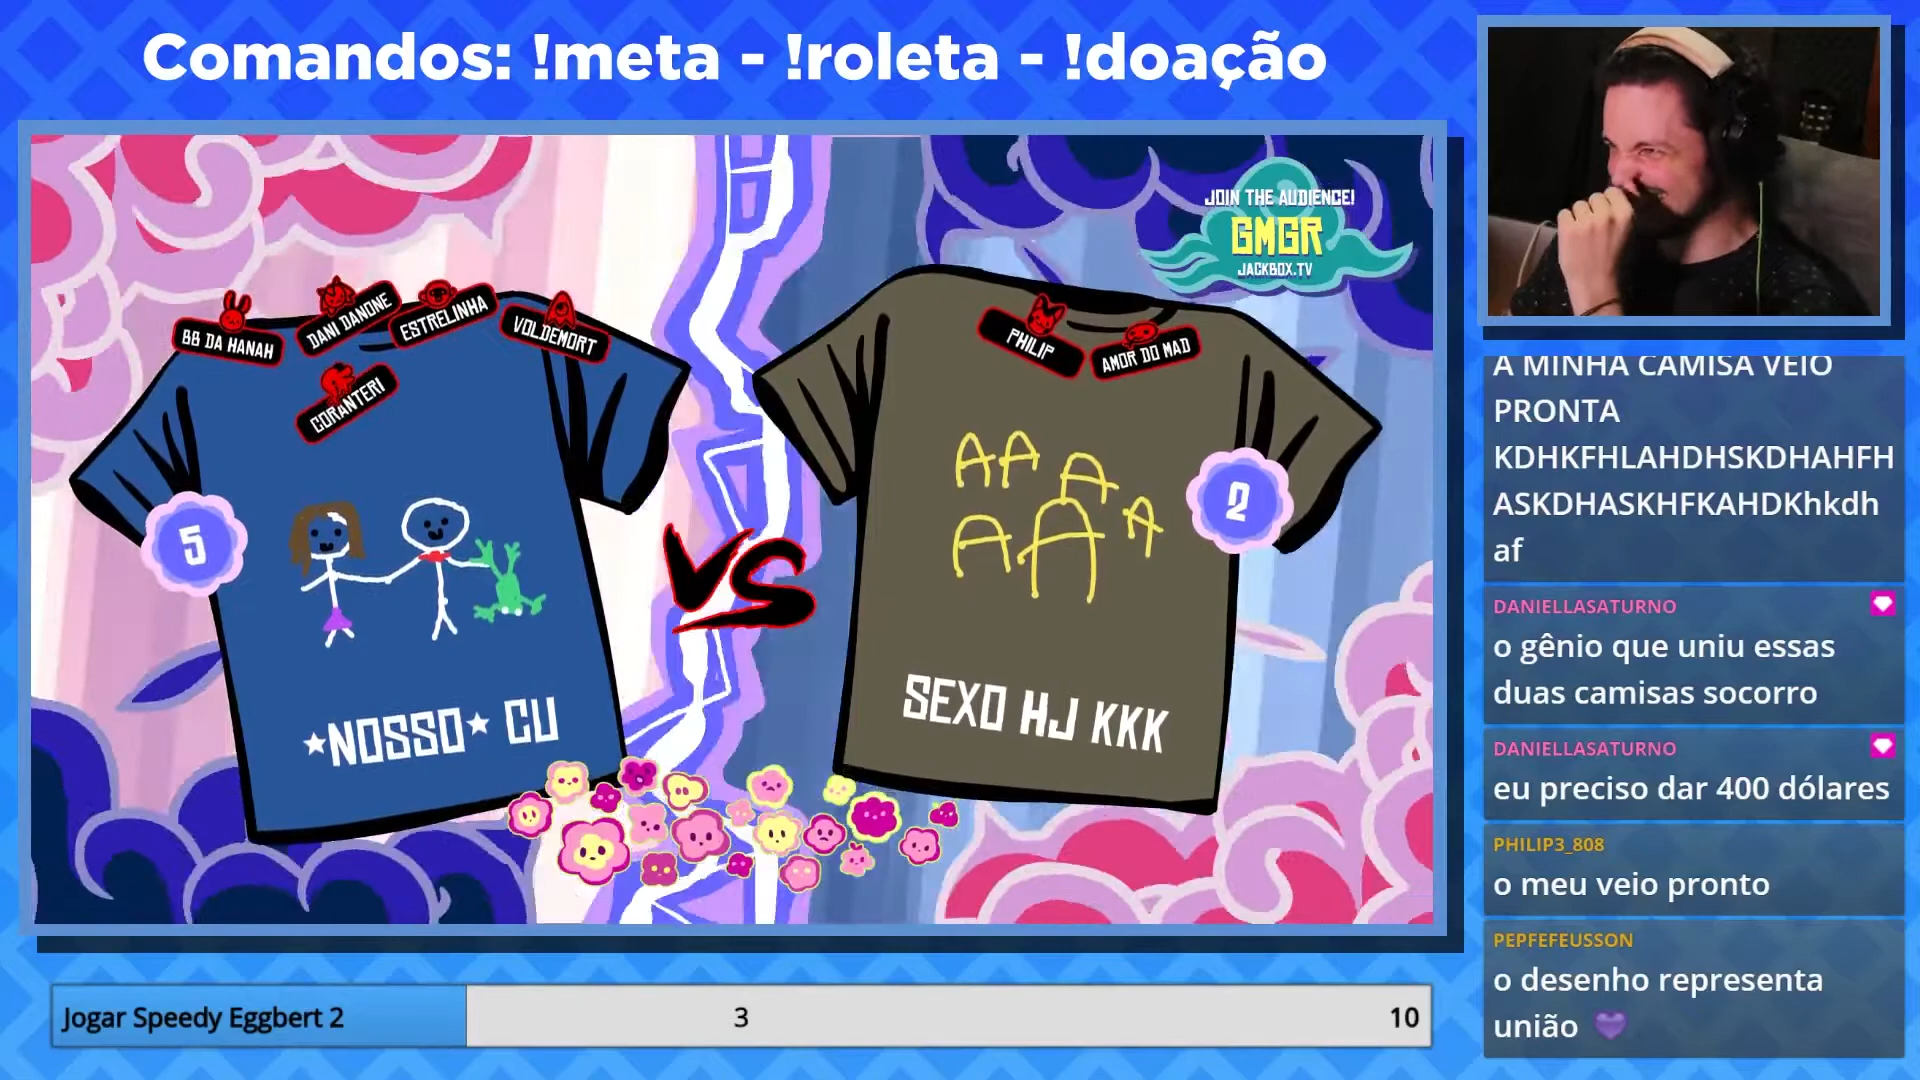 Comandos: !meta - !roleta - !doação
JOIN THE AUDIENCE!
GMGR
JACKBOX.TV
BB DA HANAH
DANI DANONE
ESTRELINHA
VOLDEMORT
CORANTERI
5
★NOSSO★ CU
VS
PHILIP
AMOR DO MAD
AA A
A A A
2
SEXO HJ KKK
Jogar Speedy Eggbert 2
3
10
A MINHA CAMISA VEIO
PRONTA
KDHKFHLAHDHSKDHAHFH
ASKDHASKHFKAHDKhkdh
af
DANIELLASATURNO
o gênio que uniu essas
duas camisas socorro
DANIELLASATURNO
eu preciso dar 400 dólares
PHILIP3_808
o meu veio pronto
PEPFEFEUSSON
o desenho representa
união 💜